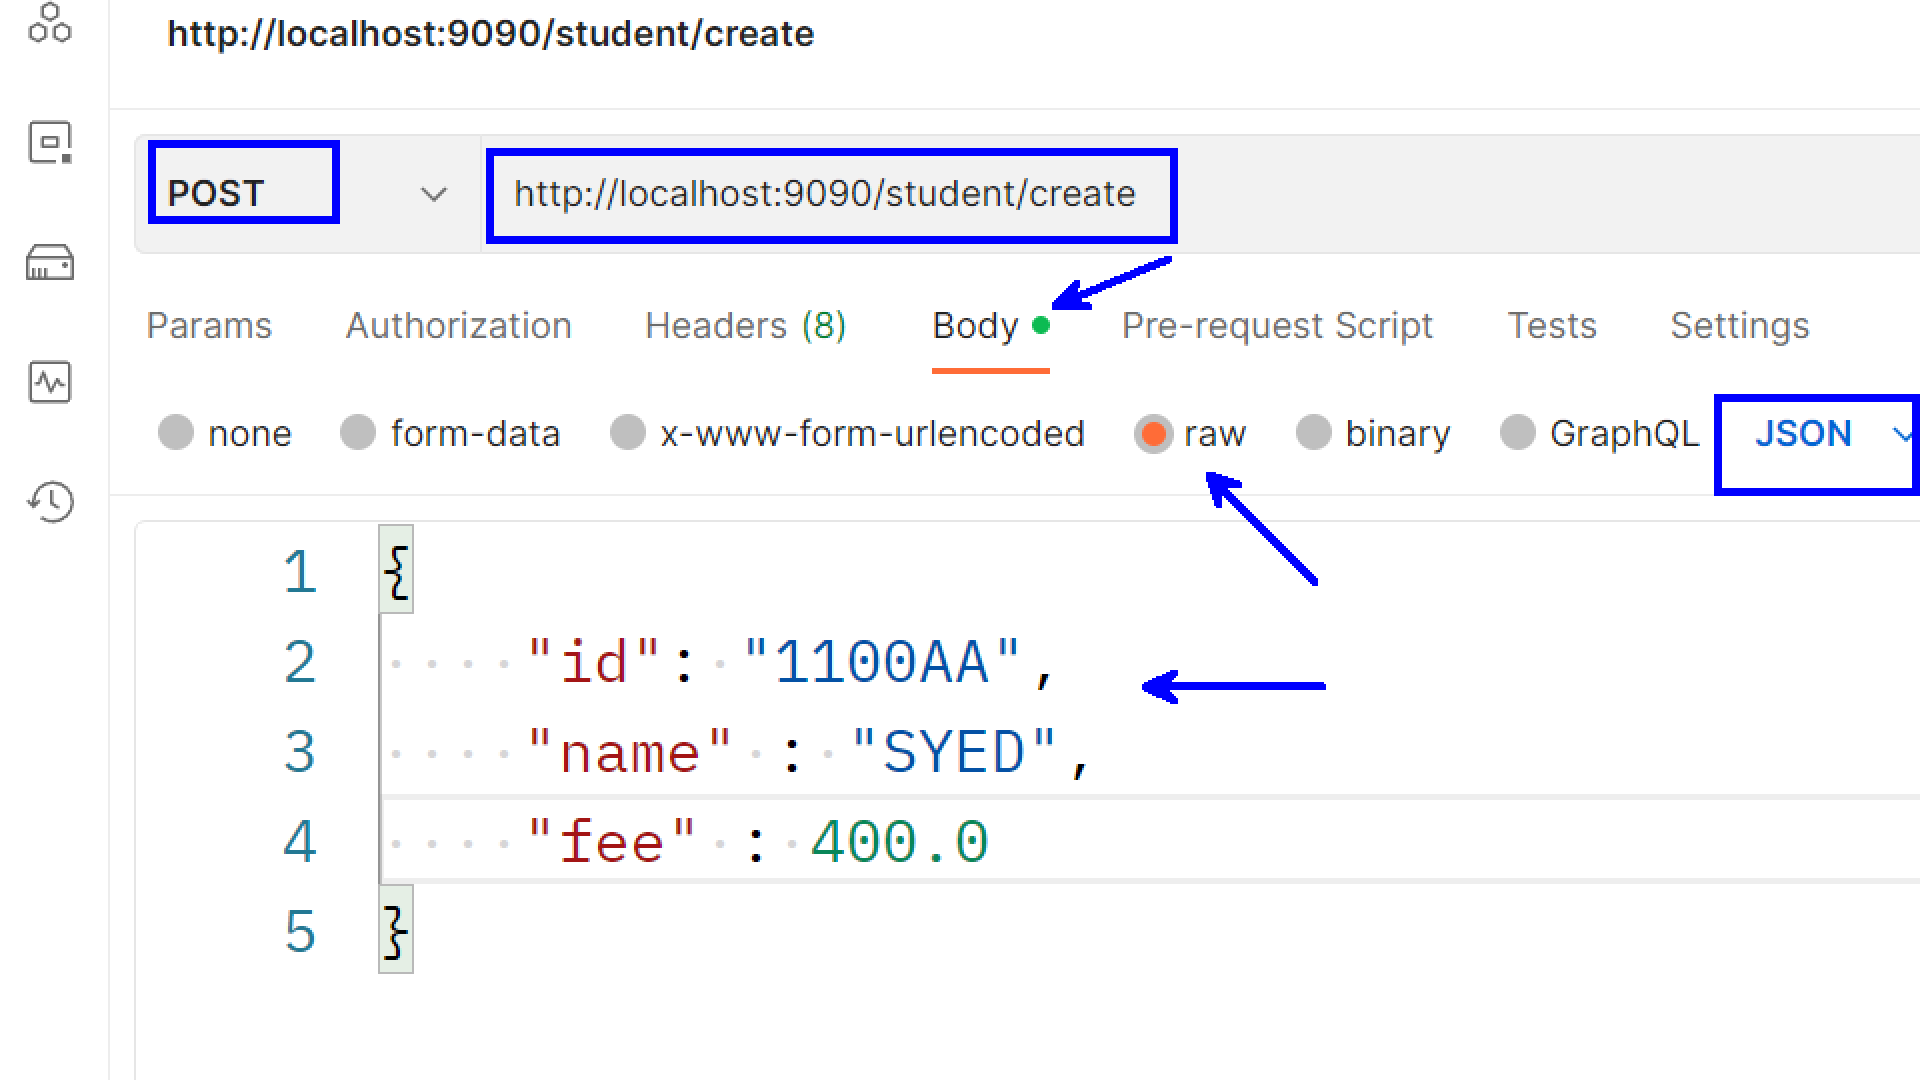 http://localhost:9090/student/create
POST http://localhost:9090/student/create
Params Authorization Headers (8) Body Pre-request Script Tests Settings
none form-data x-www-form-urlencoded raw binary GraphQL JSON
1 {
2 "id": "1100AA",
3 "name" : "SYED",
4 "fee" : 400.0
5 }